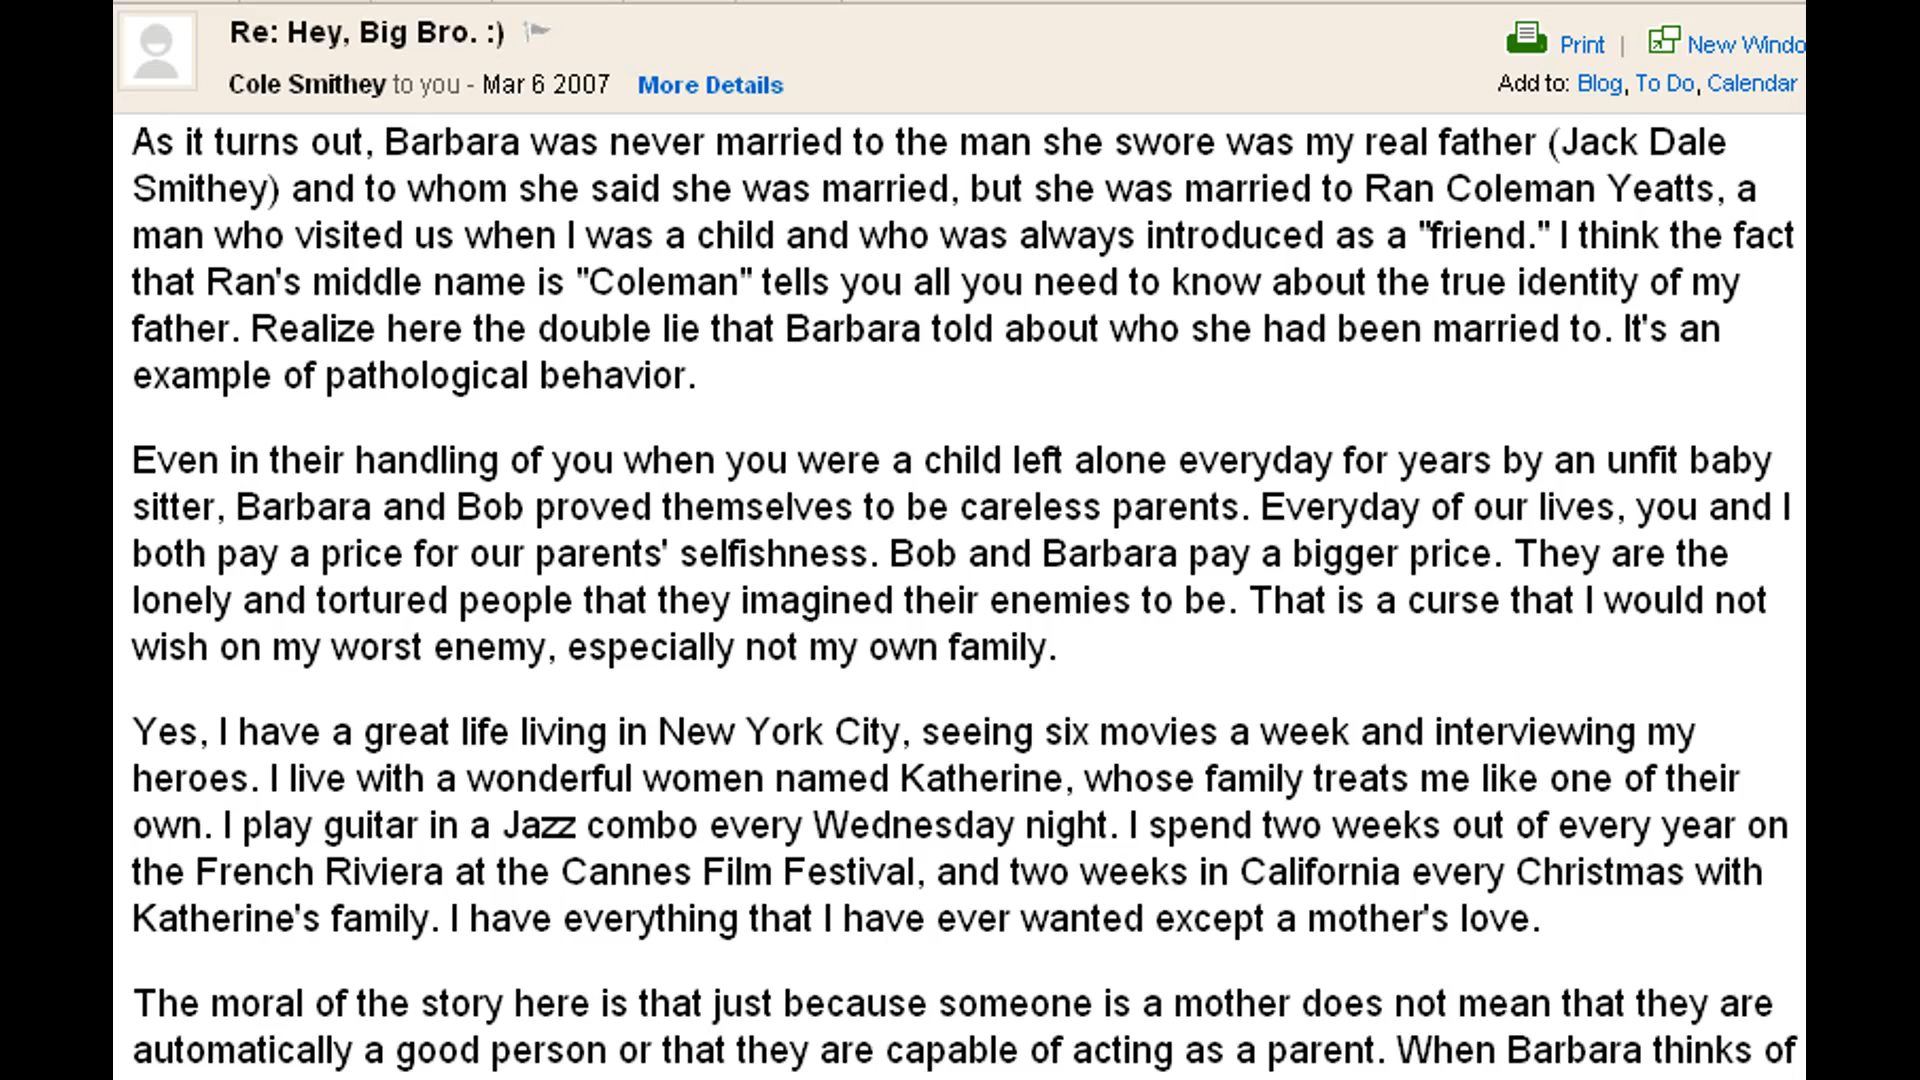 Re: Hey, Big Bro. :)
Print | New Windo
Cole Smithey to you - Mar 6 2007 More Details
Add to: Blog, To Do, Calendar
As it turns out, Barbara was never married to the man she swore was my real father (Jack Dale
Smithey) and to whom she said she was married, but she was married to Ran Coleman Yeatts, a
man who visited us when I was a child and who was always introduced as a "friend." I think the fact
that Ran's middle name is "Coleman" tells you all you need to know about the true identity of my
father. Realize here the double lie that Barbara told about who she had been married to. It's an
example of pathological behavior.
Even in their handling of you when you were a child left alone everyday for years by an unfit baby
sitter, Barbara and Bob proved themselves to be careless parents. Everyday of our lives, you and I
both pay a price for our parents' selfishness. Bob and Barbara pay a bigger price. They are the
lonely and tortured people that they imagined their enemies to be. That is a curse that I would not
wish on my worst enemy, especially not my own family.
Yes, I have a great life living in New York City, seeing six movies a week and interviewing my
heroes. I live with a wonderful women named Katherine, whose family treats me like one of their
own. I play guitar in a Jazz combo every Wednesday night. I spend two weeks out of every year on
the French Riviera at the Cannes Film Festival, and two weeks in California every Christmas with
Katherine's family. I have everything that I have ever wanted except a mother's love.
The moral of the story here is that just because someone is a mother does not mean that they are
automatically a good person or that they are capable of acting as a parent. When Barbara thinks of